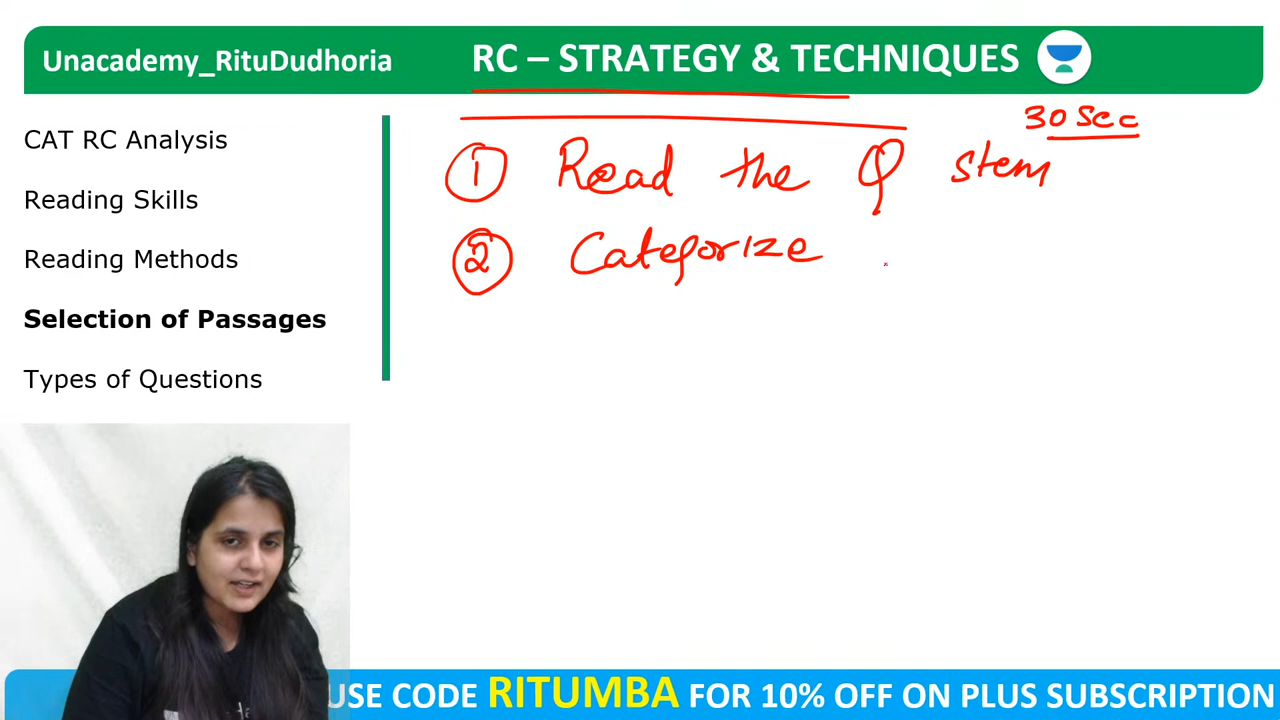 Unacademy_RituDudhoria
RC – STRATEGY & TECHNIQUES
CAT RC Analysis
Reading Skills
Reading Methods
Selection of Passages
Types of Questions
30 Sec
1 Read the Q stem
2 Categorize
USE CODE RITUMBA FOR 10% OFF ON PLUS SUBSCRIPTION